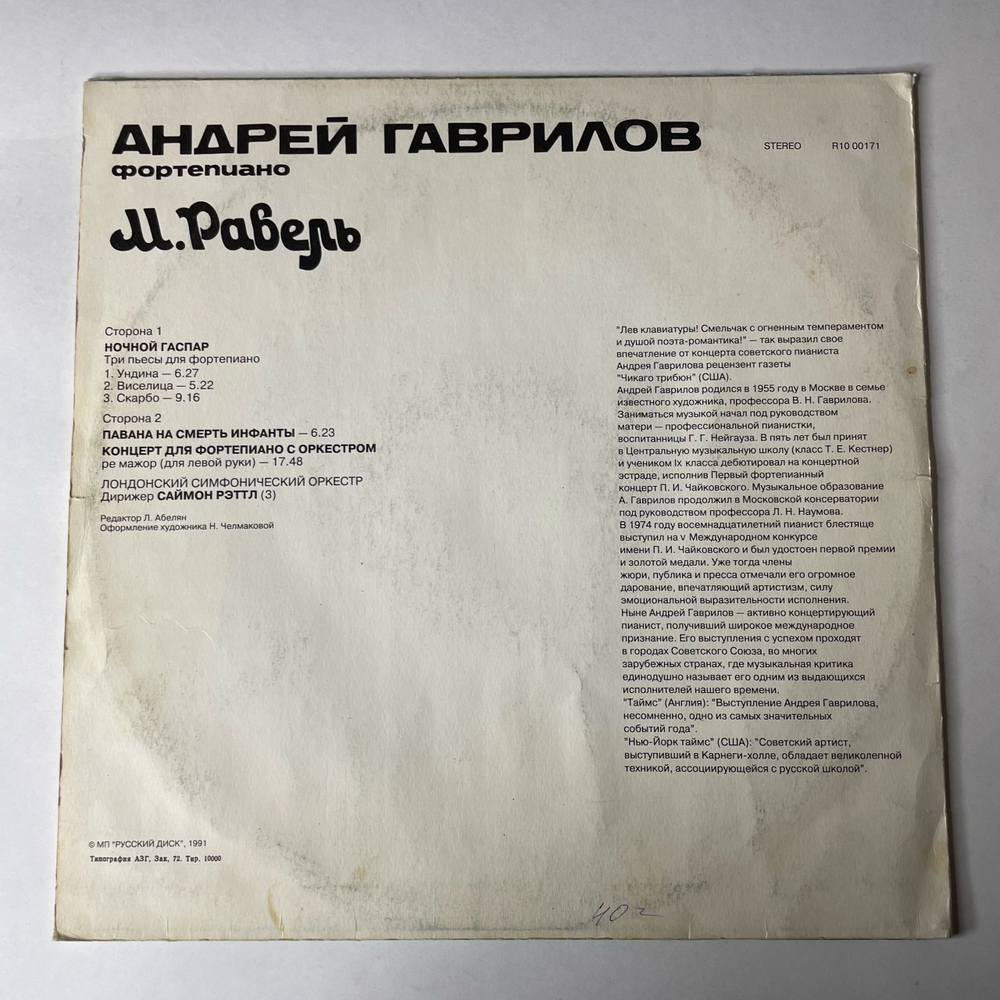 АНДРЕЙ ГАВРИЛОВ
фортепиано
STEREO R10 00171
М.Равель
Сторона 1
НОЧНОЙ ГАСПАР
Три пьесы для фортепиано
1. Ундина — 6.27
2. Виселица — 5.22
3. Скарбо — 9.16
Сторона 2
ПАВАНА НА СМЕРТЬ ИНФАНТЫ — 6.23
КОНЦЕРТ ДЛЯ ФОРТЕПИАНО С ОРКЕСТРОМ
ре мажор (для левой руки) — 17.48
ЛОНДОНСКИЙ СИМФОНИЧЕСКИЙ ОРКЕСТР
Дирижер САЙМОН РЭТТЛ (3)
Редактор Л. Абелян
Оформление художника Н. Челмаковой
"Лев клавиатуры! Смельчак с огненным темпераментом
и душой поэта-романтика!" — так выразил свое
впечатление от концерта советского пианиста
Андрея Гаврилова рецензент газеты
"Чикаго трибюн" (США).
Андрей Гаврилов родился в 1955 году в Москве в семье
известного художника, профессора В. Н. Гаврилова.
Заниматься музыкой начал под руководством
матери — профессиональной пианистки,
воспитанницы Г. Г. Нейгауза. В пять лет был принят
в Центральную музыкальную школу (класс Т. Е. Кестнер)
и учеником IX класса дебютировал на концертной
эстраде, исполнив Первый фортепианный
концерт П. И. Чайковского. Музыкальное образование
А. Гаврилов продолжил в Московской консерватории
под руководством профессора Л. Н. Наумова.
В 1974 году восемнадцатилетний пианист блестяще
выступил на v Международном конкурсе
имени П. И. Чайковского и был удостоен первой премии
и золотой медали. Уже тогда члены
жюри, публика и пресса отмечали его огромное
дарование, впечатляющий артистизм, силу
эмоциональной выразительности исполнения.
Ныне Андрей Гаврилов — активно концертирующий
пианист, получивший широкое международное
признание. Его выступления с успехом проходят
в городах Советского Союза, во многих
зарубежных странах, где музыкальная критика
единодушно называет его одним из выдающихся
исполнителей нашего времени.
"Таймс" (Англия): "Выступление Андрея Гаврилова,
несомненно, одно из самых значительных
событий года".
"Нью-Йорк таймс" (США): "Советский артист,
выступивший в Карнеги-холле, обладает великолепной
техникой, ассоциирующейся с русской школой".
© МП "РУССКИЙ ДИСК", 1991
Типография АЗГ, Зак, 72. Тир. 10000
40